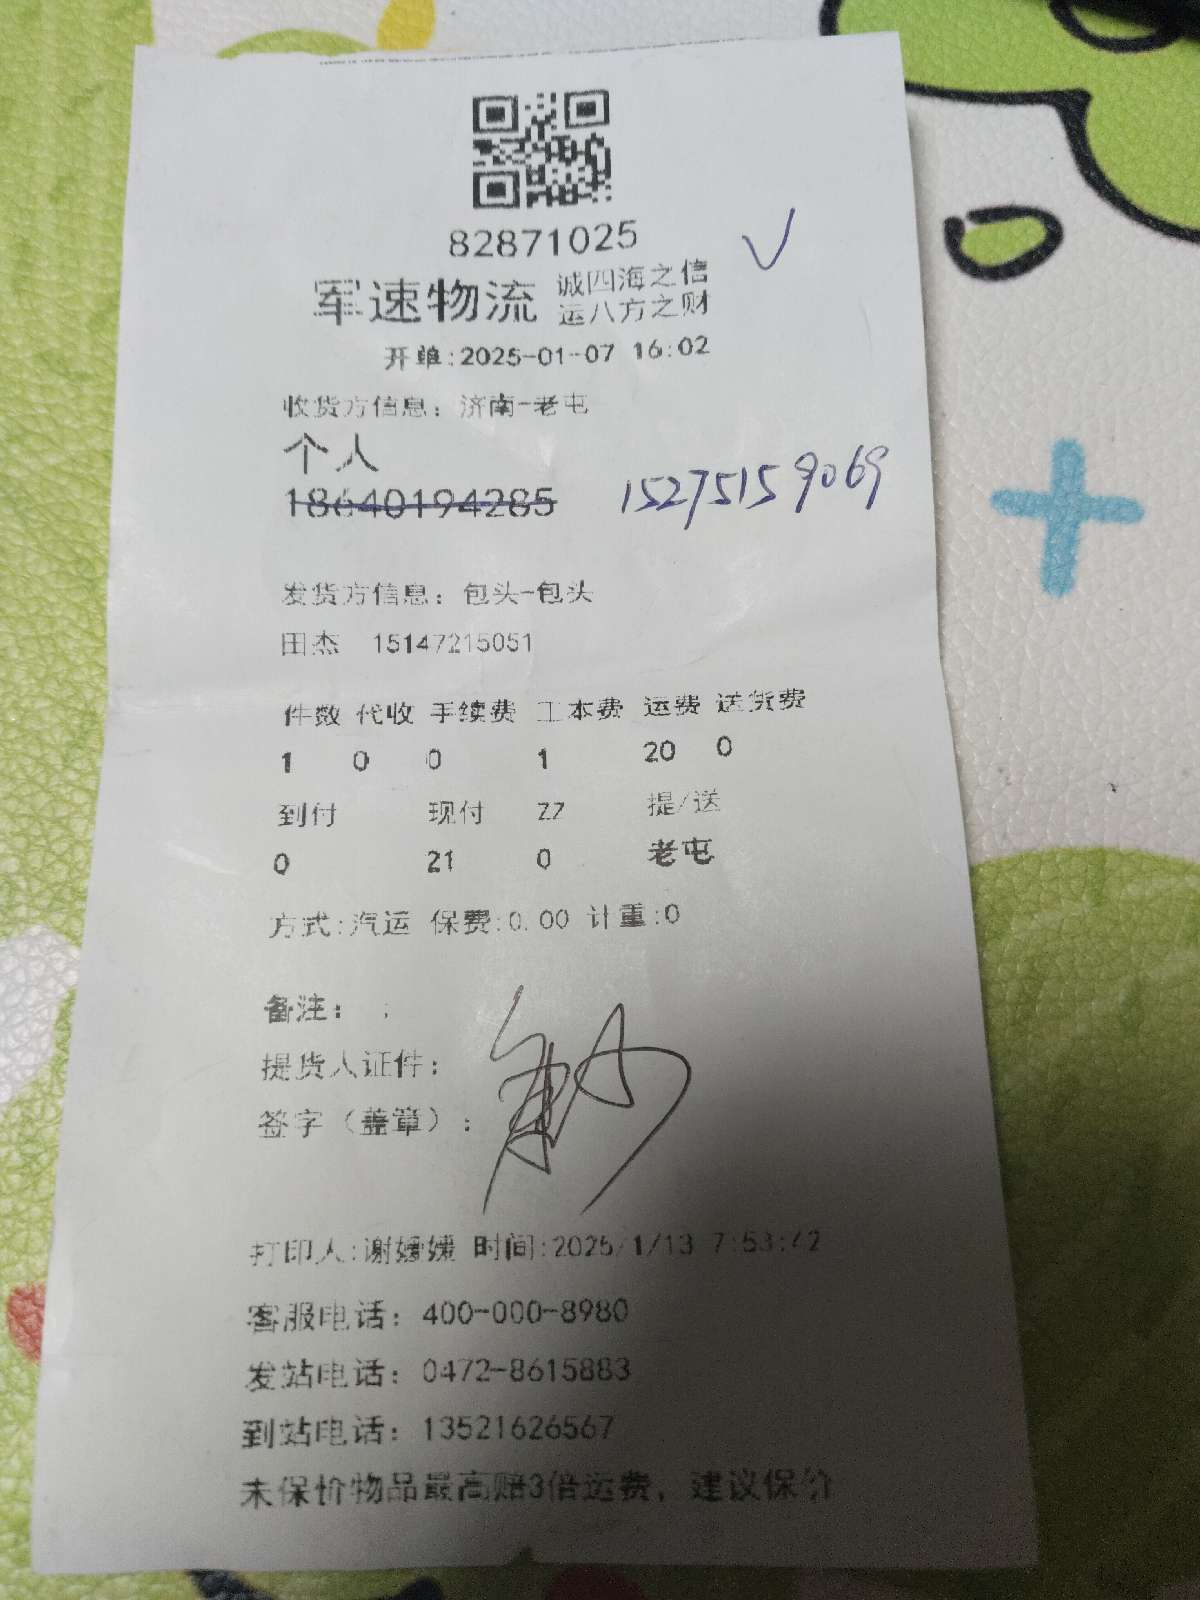 82871025
军速物流 诚四海之信
运八方之财
开单:2025-01-07 16:02
收货方信息：济南-老屯
个人
18640194285 15275159069
发货方信息：包头-包头
田杰 15147215051
件数 代收 手续费 工本费 运费 送货费
1 0 0 1 20 0
到付 现付 ZZ 提/送
0 21 0 老屯
方式:汽运 保费:0.00 计重:0
备注： ;
提货人证件：
签字（盖章）：
打印人:谢嫒嫒 时间:2025/1/13 7:53:42
客服电话：400-000-8980
发站电话：0472-8615883
到站电话：13521626567
未保价物品最高赔3倍运费，建议保价